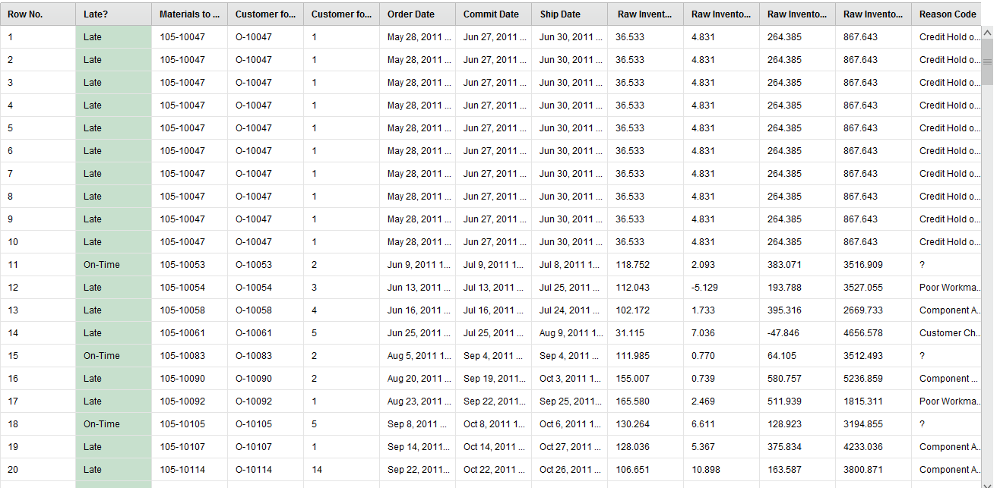 Row No. Late? Materials to ... Customer fo... Customer fo... Order Date Commit Date Ship Date Raw Invent... Raw Invento... Raw Invento... Raw Invento... Reason Code
1 Late 105-10047 O-10047 1 May 28, 2011 ... Jun 27, 2011 ... Jun 30, 2011 ... 36.533 4.831 264.385 867.643 Credit Hold o...
2 Late 105-10047 O-10047 1 May 28, 2011 ... Jun 27, 2011 ... Jun 30, 2011 ... 36.533 4.831 264.385 867.643 Credit Hold o...
3 Late 105-10047 O-10047 1 May 28, 2011 ... Jun 27, 2011 ... Jun 30, 2011 ... 36.533 4.831 264.385 867.643 Credit Hold o...
4 Late 105-10047 O-10047 1 May 28, 2011 ... Jun 27, 2011 ... Jun 30, 2011 ... 36.533 4.831 264.385 867.643 Credit Hold o...
5 Late 105-10047 O-10047 1 May 28, 2011 ... Jun 27, 2011 ... Jun 30, 2011 ... 36.533 4.831 264.385 867.643 Credit Hold o...
6 Late 105-10047 O-10047 1 May 28, 2011 ... Jun 27, 2011 ... Jun 30, 2011 ... 36.533 4.831 264.385 867.643 Credit Hold o...
7 Late 105-10047 O-10047 1 May 28, 2011 ... Jun 27, 2011 ... Jun 30, 2011 ... 36.533 4.831 264.385 867.643 Credit Hold o...
8 Late 105-10047 O-10047 1 May 28, 2011 ... Jun 27, 2011 ... Jun 30, 2011 ... 36.533 4.831 264.385 867.643 Credit Hold o...
9 Late 105-10047 O-10047 1 May 28, 2011 ... Jun 27, 2011 ... Jun 30, 2011 ... 36.533 4.831 264.385 867.643 Credit Hold o...
10 Late 105-10047 O-10047 1 May 28, 2011 ... Jun 27, 2011 ... Jun 30, 2011 ... 36.533 4.831 264.385 867.643 Credit Hold o...
11 On-Time 105-10053 O-10053 2 Jun 9, 2011 1... Jul 9, 2011 1... Jul 8, 2011 1... 118.752 2.093 383.071 3516.909 ?
12 Late 105-10054 O-10054 3 Jun 13, 2011 ... Jul 13, 2011 ... Jul 25, 2011 ... 112.043 -5.129 193.788 3527.055 Poor Workma...
13 Late 105-10058 O-10058 4 Jun 16, 2011 ... Jul 16, 2011 ... Jul 24, 2011 ... 102.172 1.733 395.316 2669.733 Component A...
14 Late 105-10061 O-10061 5 Jun 25, 2011 ... Jul 25, 2011 ... Aug 9, 2011 1... 31.115 7.036 -47.846 4656.578 Customer Ch...
15 On-Time 105-10083 O-10083 2 Aug 5, 2011 1... Sep 4, 2011 ... Sep 4, 2011 ... 111.985 0.770 64.105 3512.493 ?
16 Late 105-10090 O-10090 2 Aug 20, 2011 ... Sep 19, 2011... Oct 3, 2011 1... 155.007 0.739 580.757 5236.859 Component ...
17 Late 105-10092 O-10092 1 Aug 23, 2011 ... Sep 22, 2011... Sep 25, 2011... 165.580 2.469 511.939 1815.311 Poor Workma...
18 On-Time 105-10105 O-10105 5 Sep 8, 2011 ... Oct 8, 2011 1... Oct 6, 2011 1... 130.264 6.611 128.923 3194.855 ?
19 Late 105-10107 O-10107 1 Sep 14, 2011... Oct 14, 2011 ... Oct 27, 2011 ... 128.036 5.367 375.834 4233.036 Component A...
20 Late 105-10114 O-10114 14 Sep 22, 2011... Oct 22, 2011 ... Oct 26, 2011 ... 106.651 10.898 163.587 3800.871 Component A...